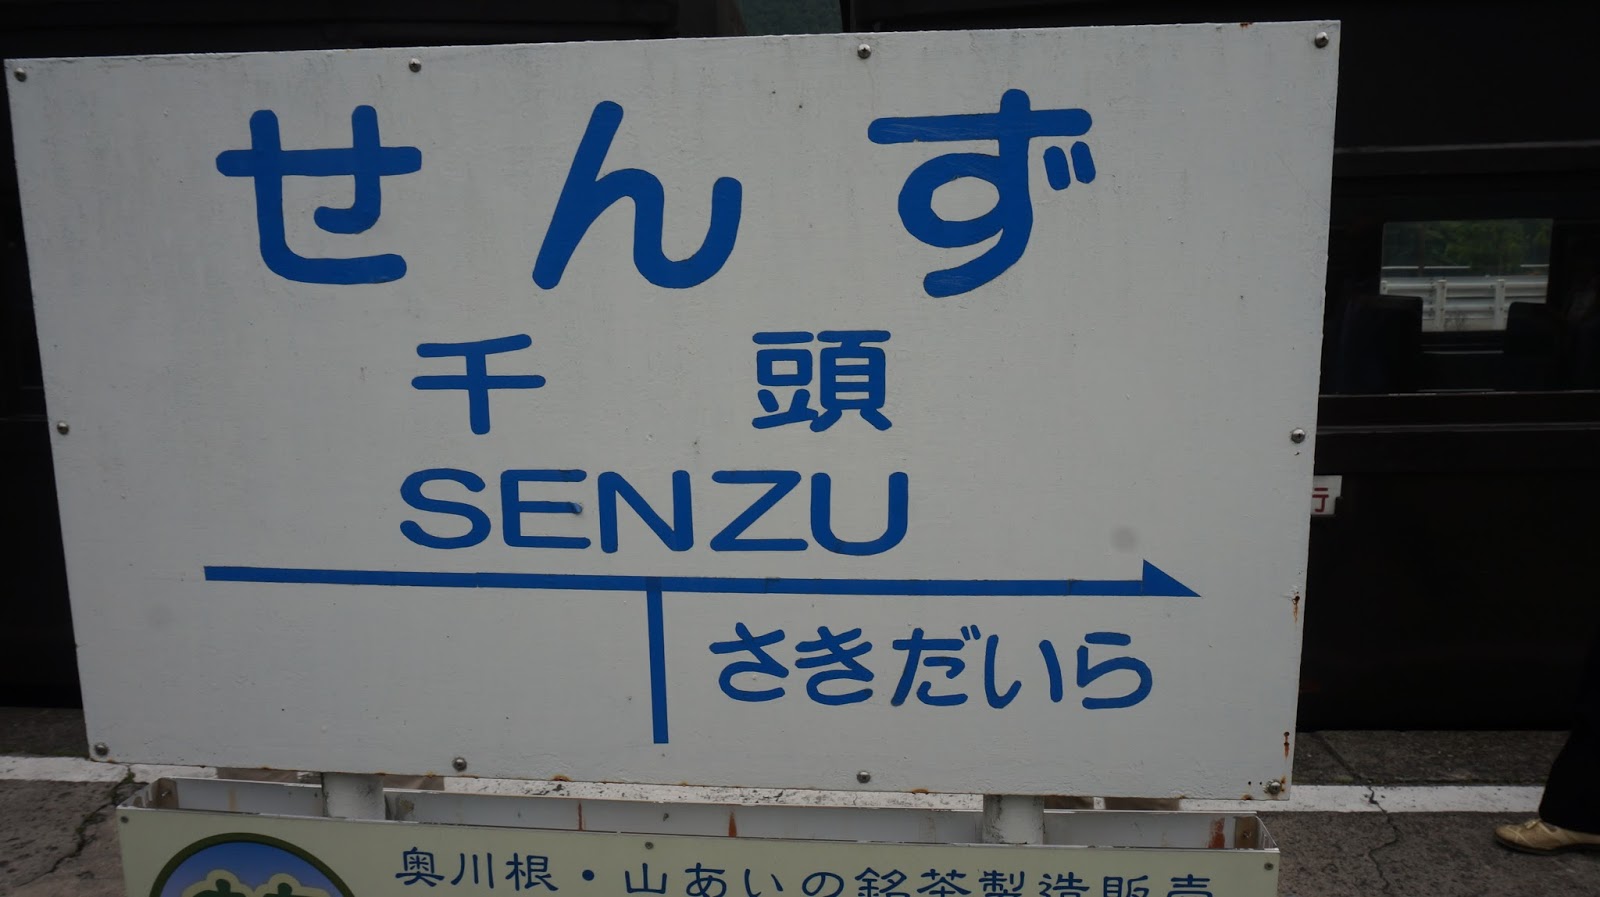 せんず
千頭
SENZU
さきだいら
行
奥川根・山あいの銘茶製造販売